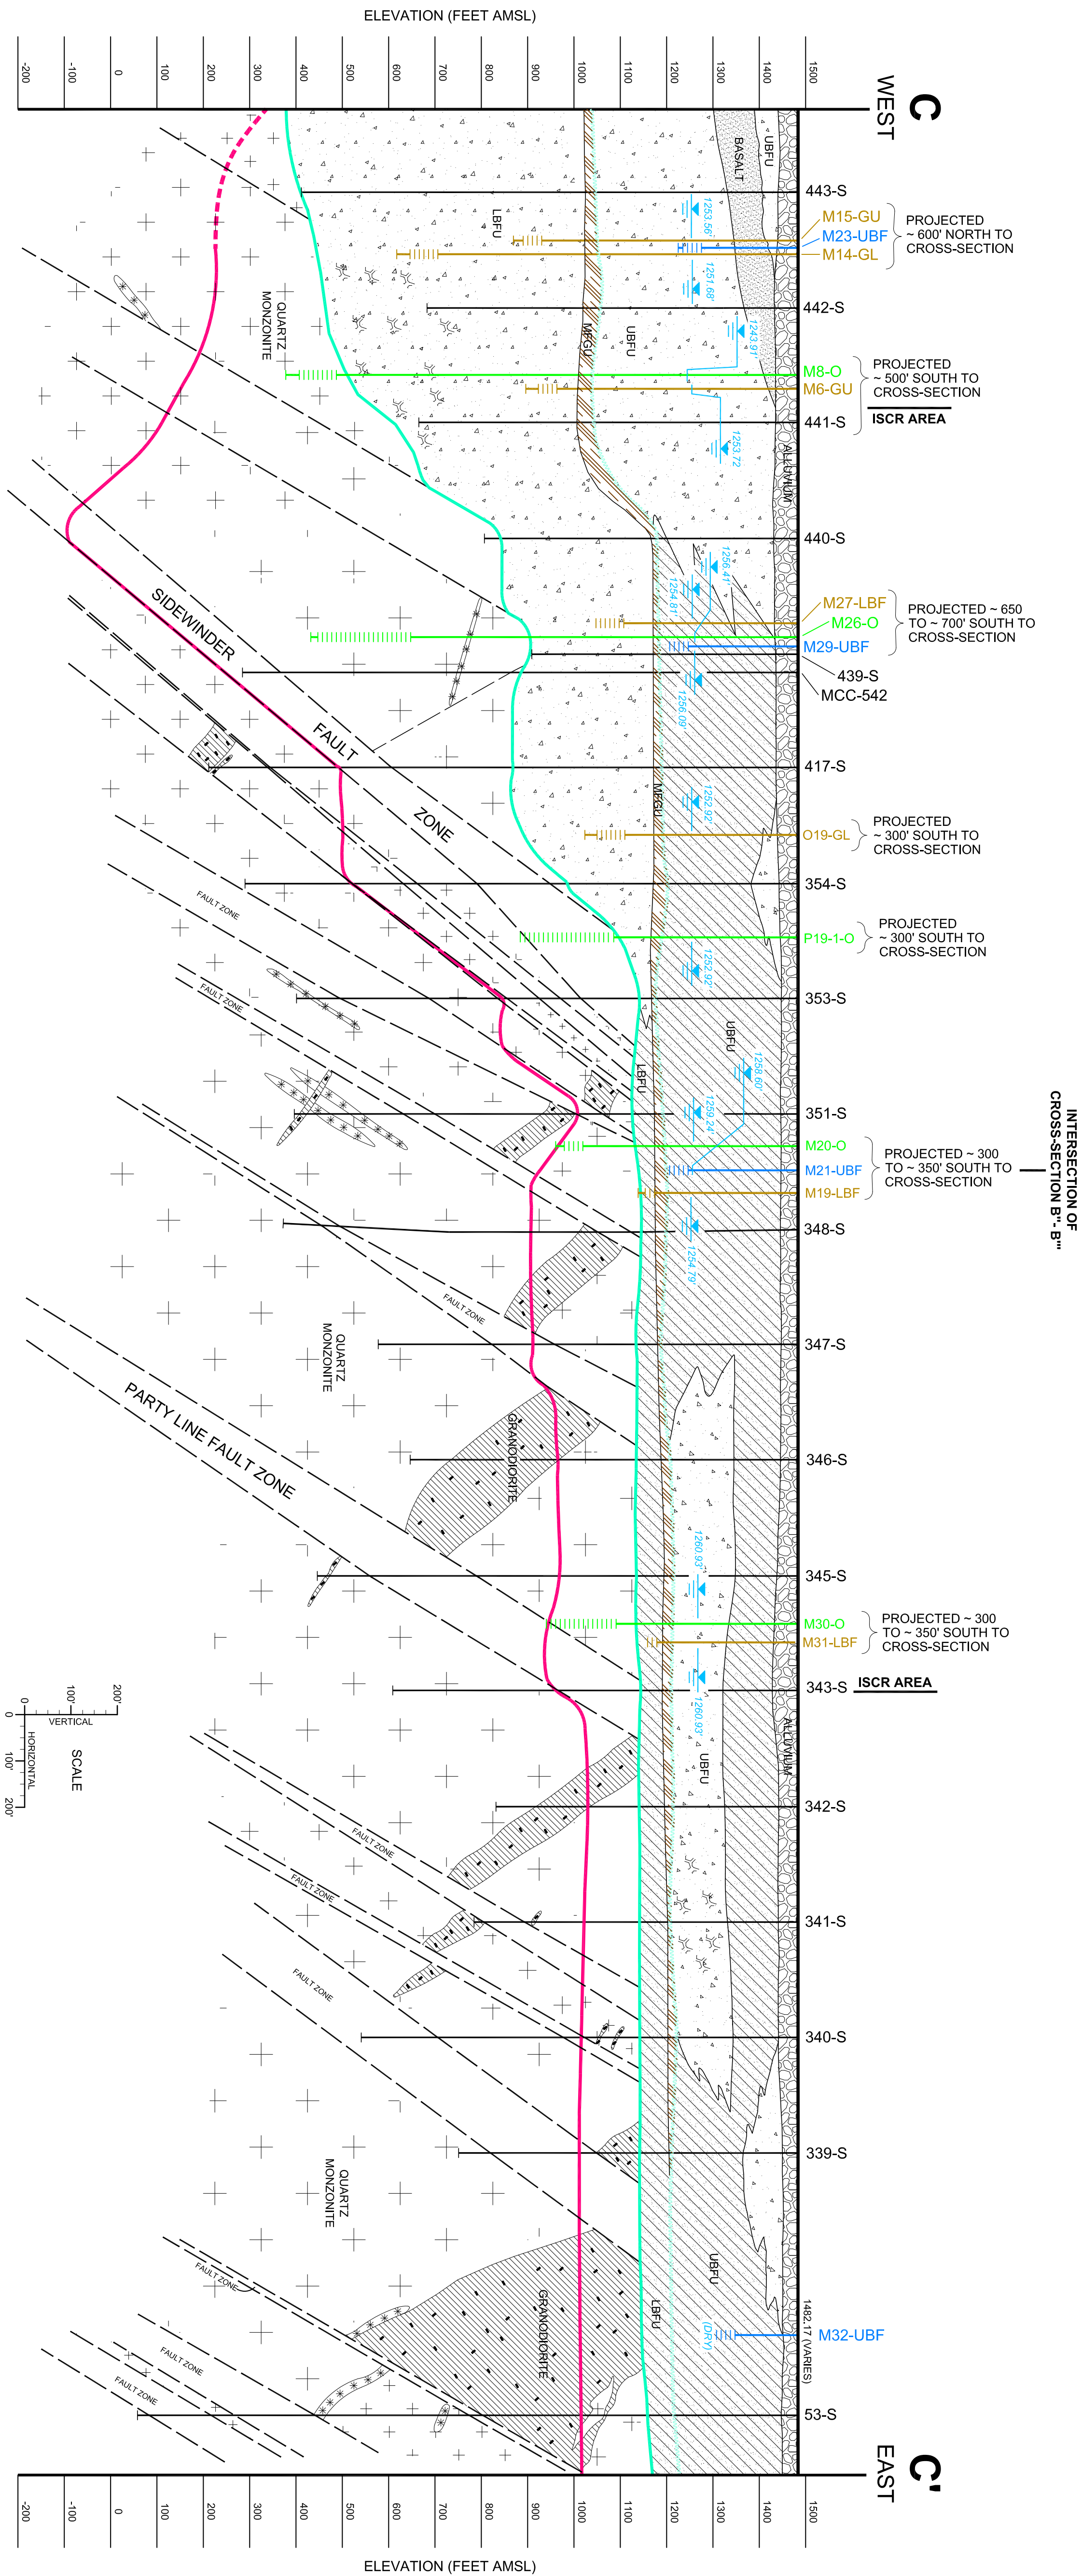 C
WEST
ELEVATION (FEET AMSL)
-200
-100
0
100
200
300
400
500
600
700
800
900
1000
1100
1200
1300
1400
1500
443-S
M15-GU
M23-UBF
M14-GL
PROJECTED
~ 600' NORTH TO
CROSS-SECTION
442-S
M8-O
M6-GU
PROJECTED
~ 500' SOUTH TO
CROSS-SECTION
ISCR AREA
441-S
440-S
M27-LBF
M26-O
M29-UBF
PROJECTED ~ 650
TO ~ 700' SOUTH TO
CROSS-SECTION
439-S
MCC-542
417-S
O19-GL
PROJECTED
~ 300' SOUTH TO
CROSS-SECTION
354-S
P19-1-O
PROJECTED
~ 300' SOUTH TO
CROSS-SECTION
353-S
351-S
M20-O
M21-UBF
M19-LBF
PROJECTED ~ 300
TO ~ 350' SOUTH TO
CROSS-SECTION
INTERSECTION OF
CROSS-SECTION B"- B'"
348-S
347-S
346-S
345-S
M30-O
M31-LBF
PROJECTED ~ 300
TO ~ 350' SOUTH TO
CROSS-SECTION
343-S
ISCR AREA
342-S
341-S
340-S
339-S
1482.17 (VARIES)
M32-UBF
53-S
C'
EAST
UBFU
BASALT
1253.56'
1251.68'
1243.91'
1253.72
LBFU
MFGU
UBFU
ALLUVIUM
QUARTZ
MONZONITE
1256.41'
1254.81'
1256.09'
SIDEWINDER
FAULT
ZONE
MFGU
1252.92'
1252.92'
FAULT ZONE
FAULT ZONE
UBFU
LBFU
1258.60'
1259.24'
1254.79'
FAULT ZONE
QUARTZ
MONZONITE
PARTY LINE FAULT ZONE
GRANODIORITE
1260.93'
1260.93'
UBFU
ALLUVIUM
SCALE
VERTICAL
0
100'
200'
HORIZONTAL
0
100'
200'
FAULT ZONE
FAULT ZONE
FAULT ZONE
QUARTZ
MONZONITE
UBFU
LBFU
(DRY)
GRANODIORITE
FAULT ZONE
FAULT ZONE
FAULT ZONE
-200
-100
0
100
200
300
400
500
600
700
800
900
1000
1100
1200
1300
1400
1500
ELEVATION (FEET AMSL)